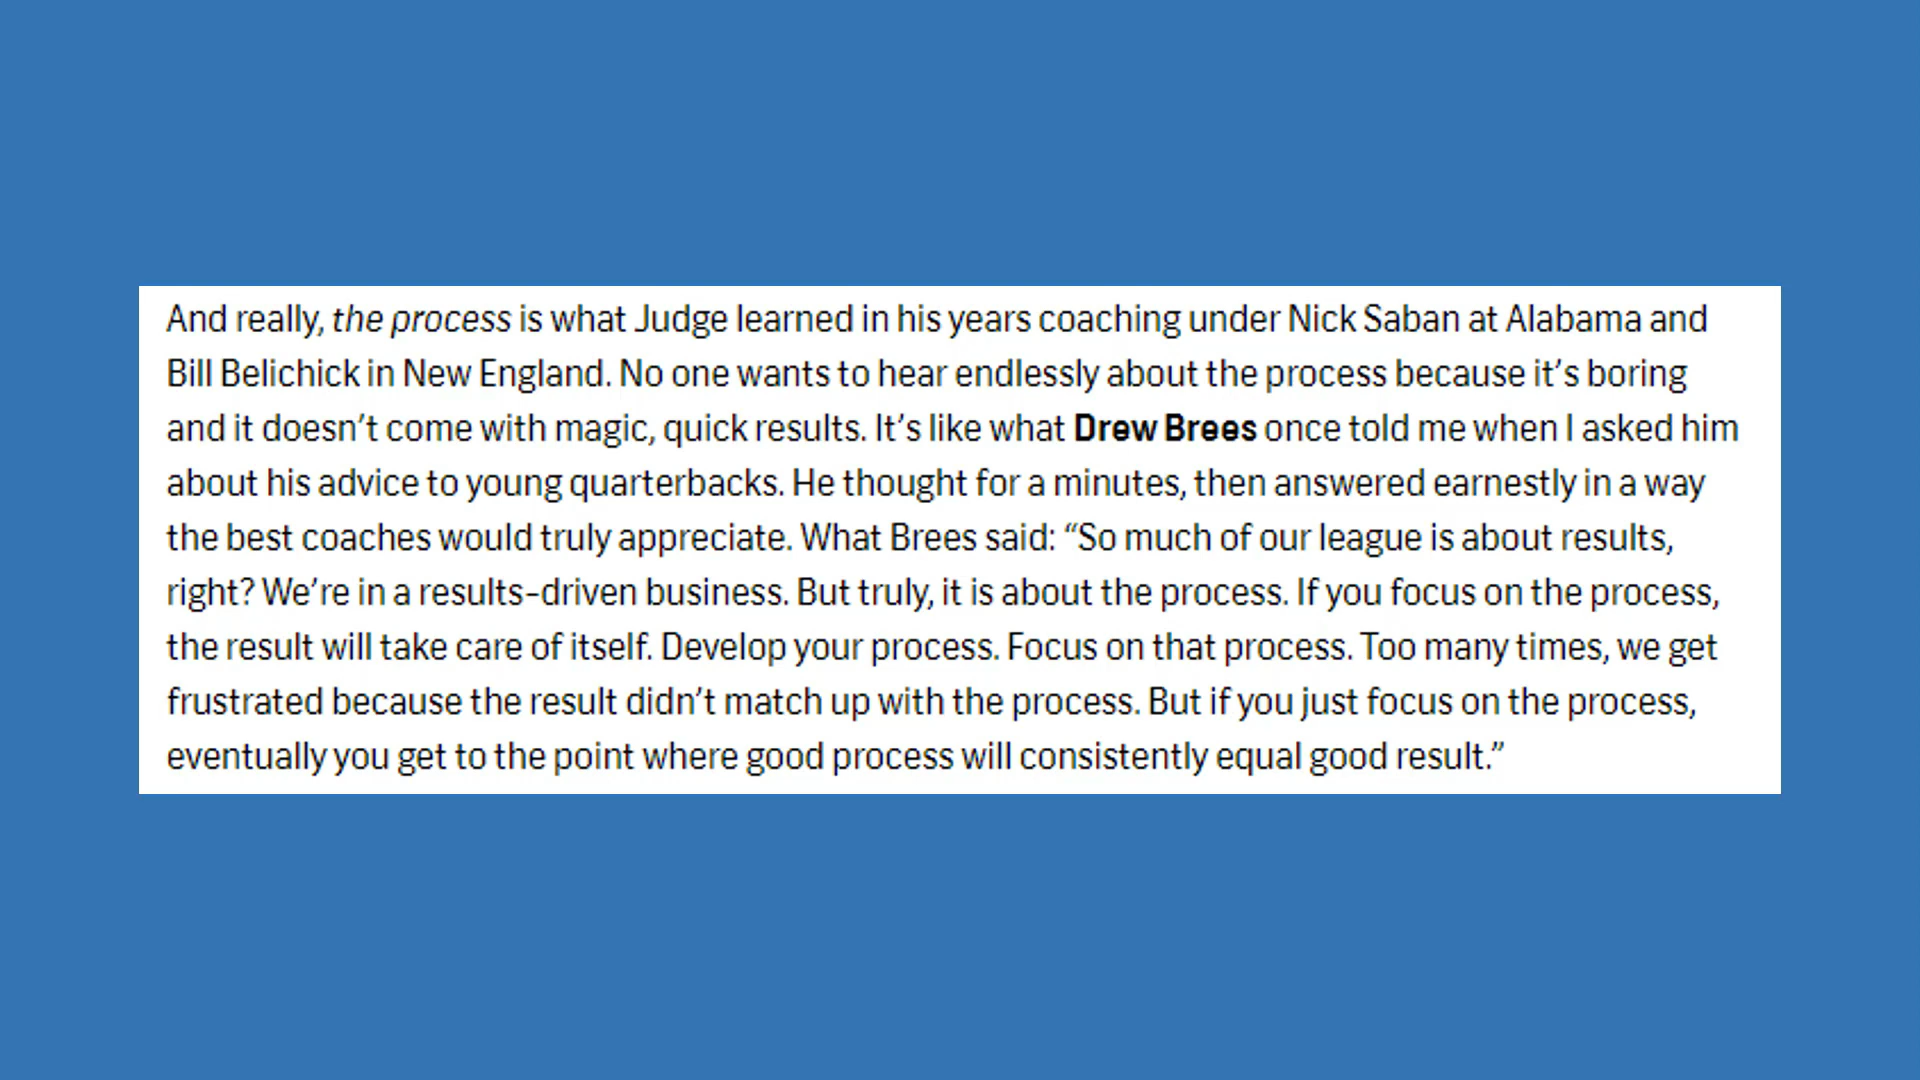 And really, the process is what Judge learned in his years coaching under Nick Saban at Alabama and
Bill Belichick in New England. No one wants to hear endlessly about the process because it’s boring
and it doesn’t come with magic, quick results. It’s like what Drew Brees once told me when I asked him
about his advice to young quarterbacks. He thought for a minutes, then answered earnestly in a way
the best coaches would truly appreciate. What Brees said: “So much of our league is about results,
right? We’re in a results-driven business. But truly, it is about the process. If you focus on the process,
the result will take care of itself. Develop your process. Focus on that process. Too many times, we get
frustrated because the result didn’t match up with the process. But if you just focus on the process,
eventually you get to the point where good process will consistently equal good result.”